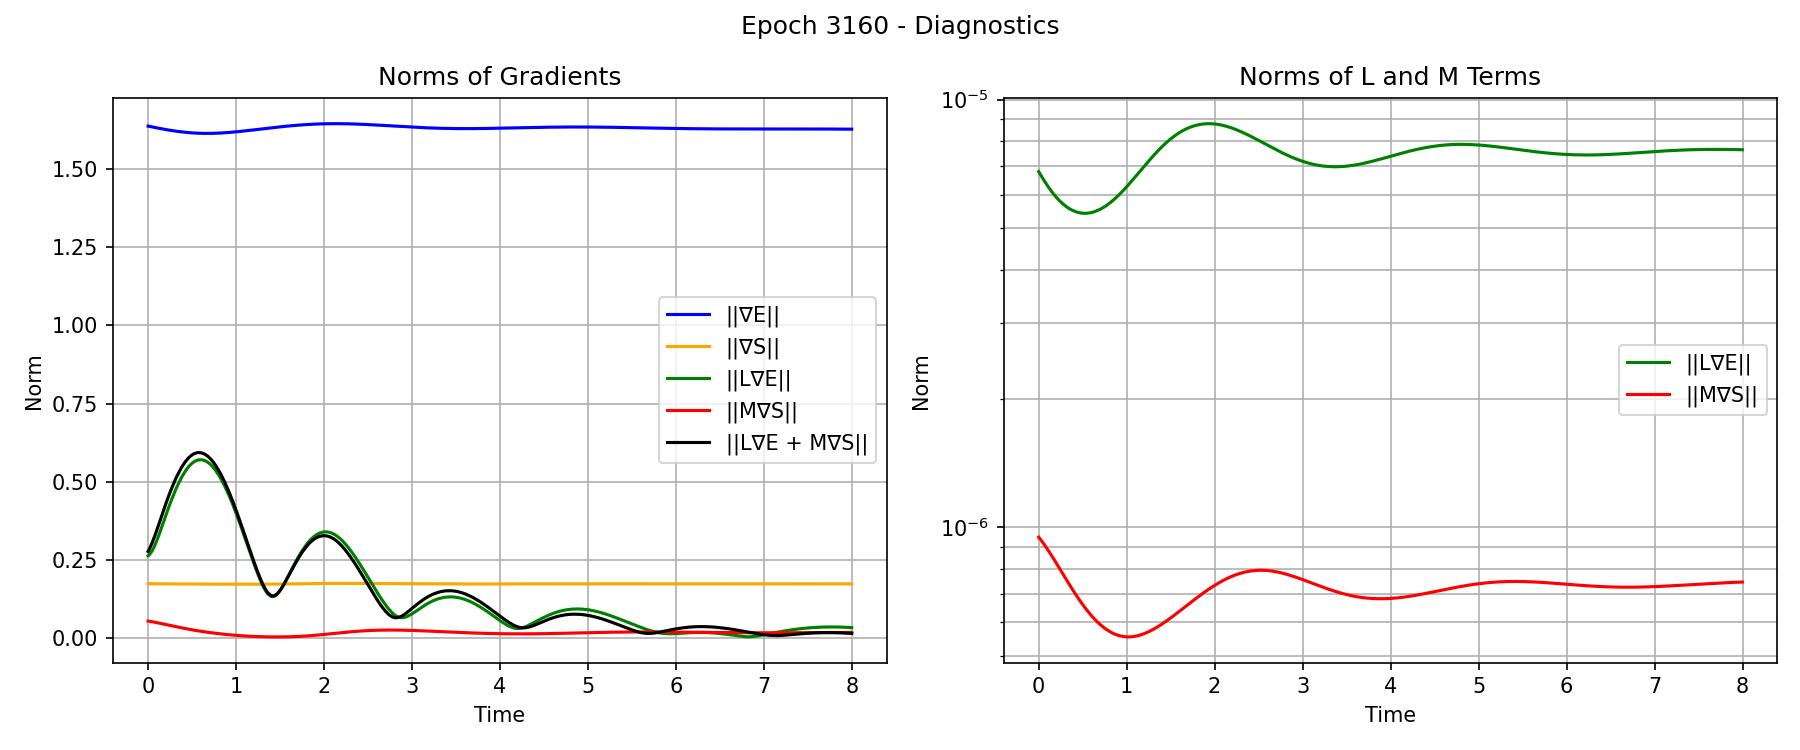 Epoch 3160 - Diagnostics
Norms of Gradients
Norm
1.50
1.25
1.00
0.75
0.50
0.25
0.00
||∇E||
||∇S||
||L∇E||
||M∇S||
||L∇E + M∇S||
0 1 2 3 4 5 6 7 8
Time
Norms of L and M Terms
Norm
10⁻⁵
10⁻⁶
||L∇E||
||M∇S||
0 1 2 3 4 5 6 7 8
Time